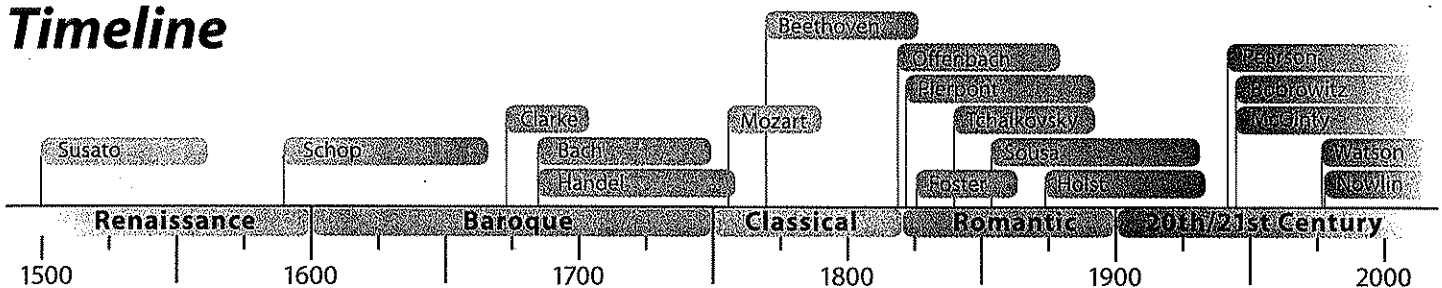 Timeline
Beethoven
Offenbach
Pearson
Pierpont
Bobrowitz
Clarke
Mozart
Tchaikovsky
McGinty
Susato
Schop
Bach
Sousa
Watson
Handel
Foster
Holst
Nowlin
Renaissance
Baroque
Classical
Romantic
20th/21st Century
1500
1600
1700
1800
1900
2000